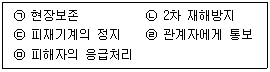 ㉠ 현장보존 ㉡ 2차 재해방지
㉢ 피재기계의 정지 ㉣ 관계자에게 통보
㉤ 피해자의 응급처리